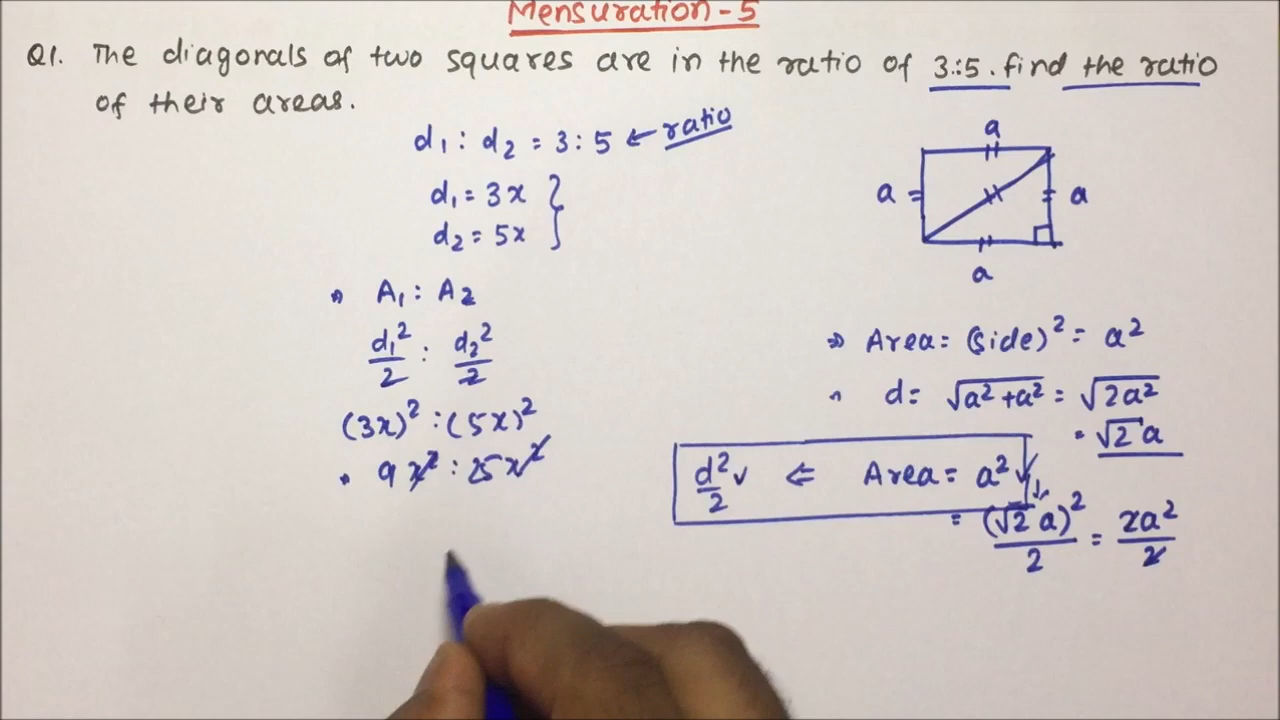 Mensuration - 5
Q1. The diagonals of two squares are in the ratio of 3:5. find the ratio
of their areas.
d₁ : d₂ = 3 : 5 ← ratio
d₁ = 3x }
d₂ = 5x
⇒ A₁ : A₂
d₁²/2 : d₂²/2
(3x)² : (5x)²
9x² : 25x²
a
a
a
a
⇒ Area = (side)² = a²
d = √a²+a² = √2a²
= √2 a
d²/2 ✓ ⇐ Area = a² ✓
= (√2 a)²/2 = 2a²/2